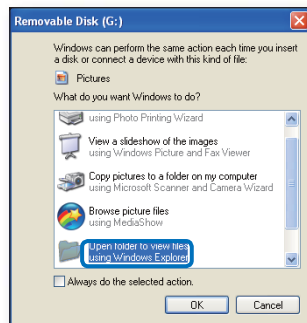 Removable Disk (G:)
Windows can perform the same action each time you insert
a disk or connect a device with this kind of file:
Pictures
What do you want Windows to do?
using Photo Printing Wizard
View a slideshow of the images
using Windows Picture and Fax Viewer
Copy pictures to a folder on my computer
using Microsoft Scanner and Camera Wizard
Browse picture files
using MediaShow
Open folder to view files
using Windows Explorer
Always do the selected action.
OK
Cancel